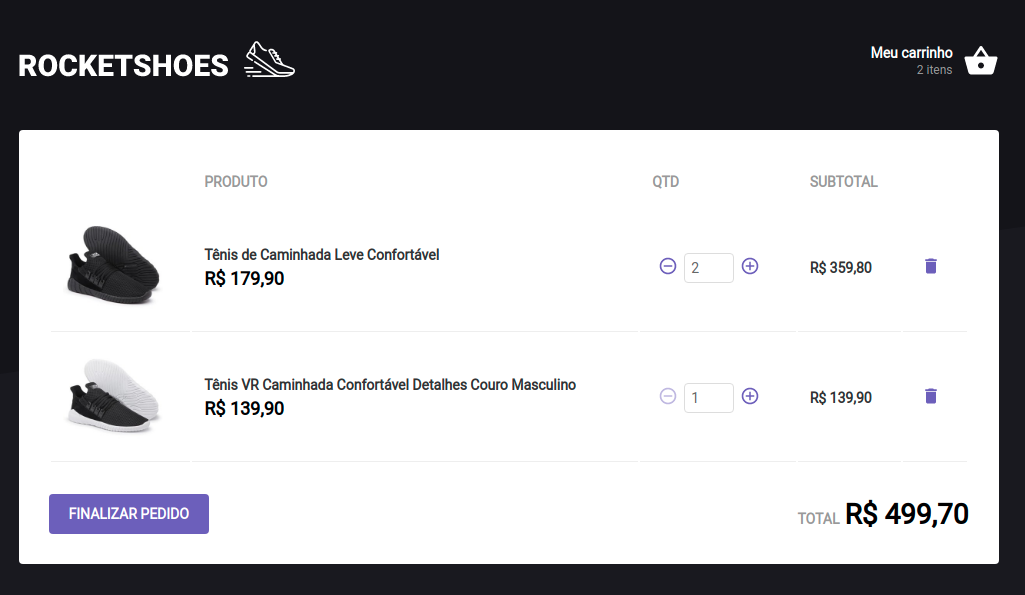 ROCKETSHOES
Meu carrinho
2 itens
PRODUTO QTD SUBTOTAL
Tênis de Caminhada Leve Confortável
R$ 179,90
2
R$ 359,80
Tênis VR Caminhada Confortável Detalhes Couro Masculino
R$ 139,90
1
R$ 139,90
FINALIZAR PEDIDO
TOTAL R$ 499,70